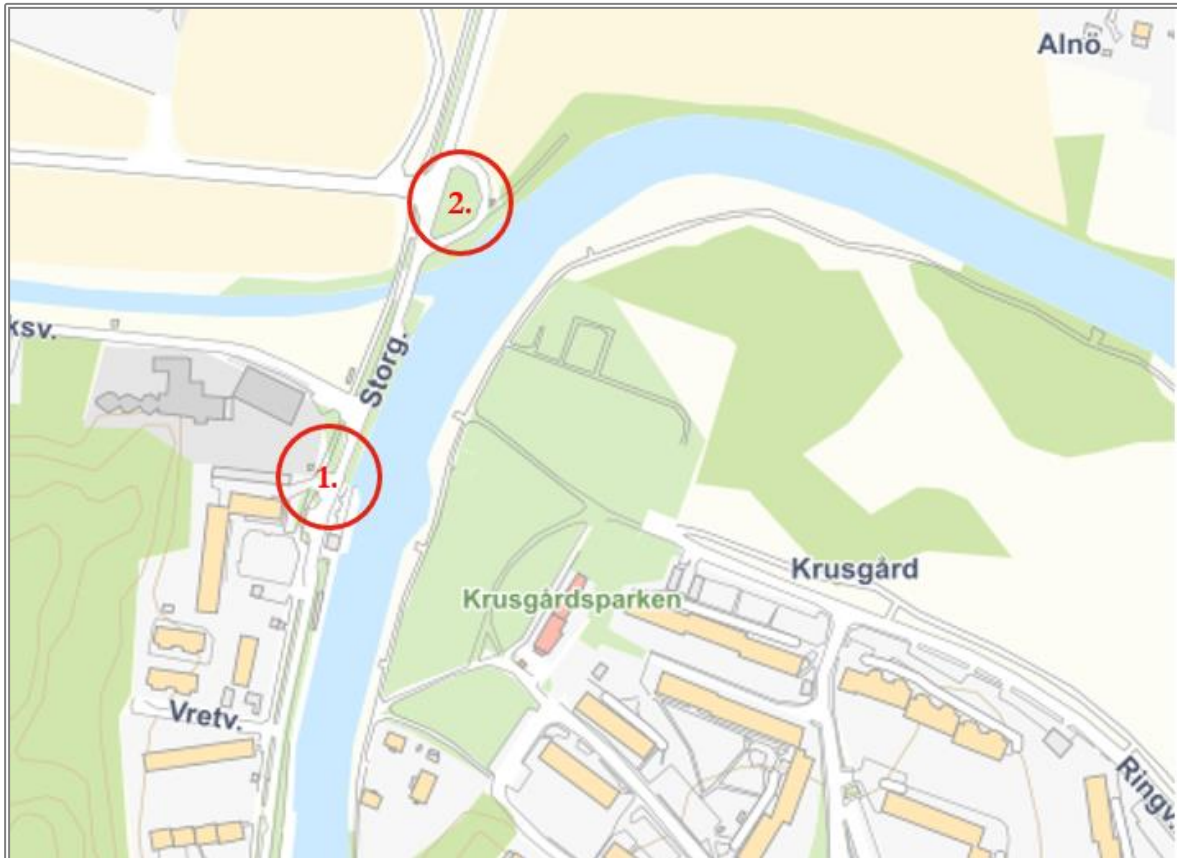 Alnö
2.
ksv.
Storg.
1.
Krusgård
Krusgårdsparken
Vretv.
Ringv.